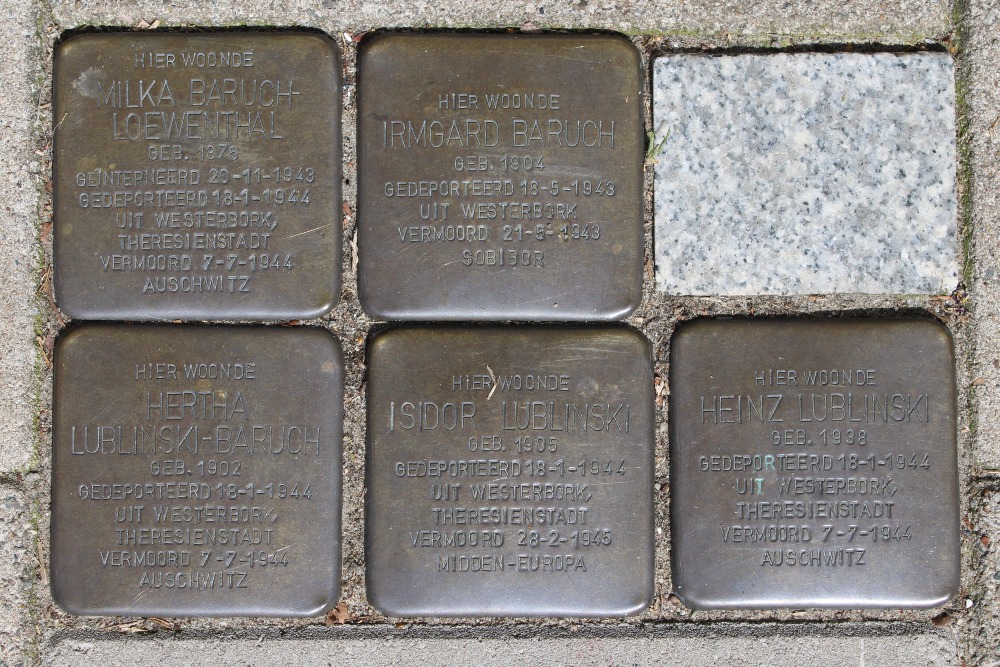 HIER WOONDE
MILKA BARUCH-
LOEWENTHAL
GEB. 1876
GEÏNTERNEERD 20-11-1943
GEDEPORTEERD 18-1-1944
UIT WESTERBORK,
THERESIENSTADT
VERMOORD 7-7-1944
AUSCHWITZ
HIER WOONDE
IRMGARD BARUCH
GEB. 1904
GEDEPORTEERD 18-5-1943
UIT WESTERBORK
VERMOORD 21-5-1943
SOBIBOR
HIER WOONDE
HERTHA
LUBLINSKI-BARUCH
GEB. 1902
GEDEPORTEERD 18-1-1944
UIT WESTERBORK,
THERESIENSTADT
VERMOORD 7-7-1944
AUSCHWITZ
HIER WOONDE
ISIDOR LUBLINSKI
GEB. 1905
GEDEPORTEERD 18-1-1944
UIT WESTERBORK,
THERESIENSTADT
VERMOORD 28-2-1945
MIDDEN-EUROPA
HIER WOONDE
HEINZ LUBLINSKI
GEB. 1938
GEDEPORTEERD 18-1-1944
UIT WESTERBORK,
THERESIENSTADT
VERMOORD 7-7-1944
AUSCHWITZ